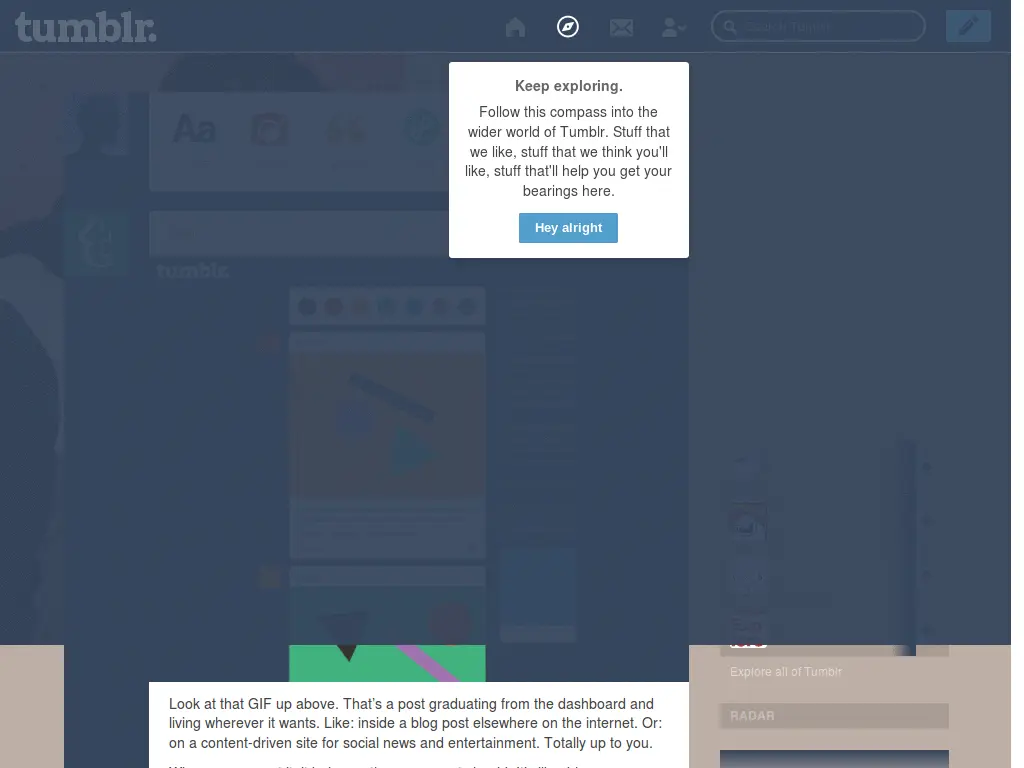 tumblr.
Search Tumblr
Keep exploring.
Follow this compass into the
wider world of Tumblr. Stuff that
we like, stuff that we think you'll
like, stuff that'll help you get your
bearings here.
Hey alright
Aa
tumblr.
Explore all of Tumblr
RADAR
Look at that GIF up above. That's a post graduating from the dashboard and
living wherever it wants. Like: inside a blog post elsewhere on the internet. Or:
on a content-driven site for social news and entertainment. Totally up to you.